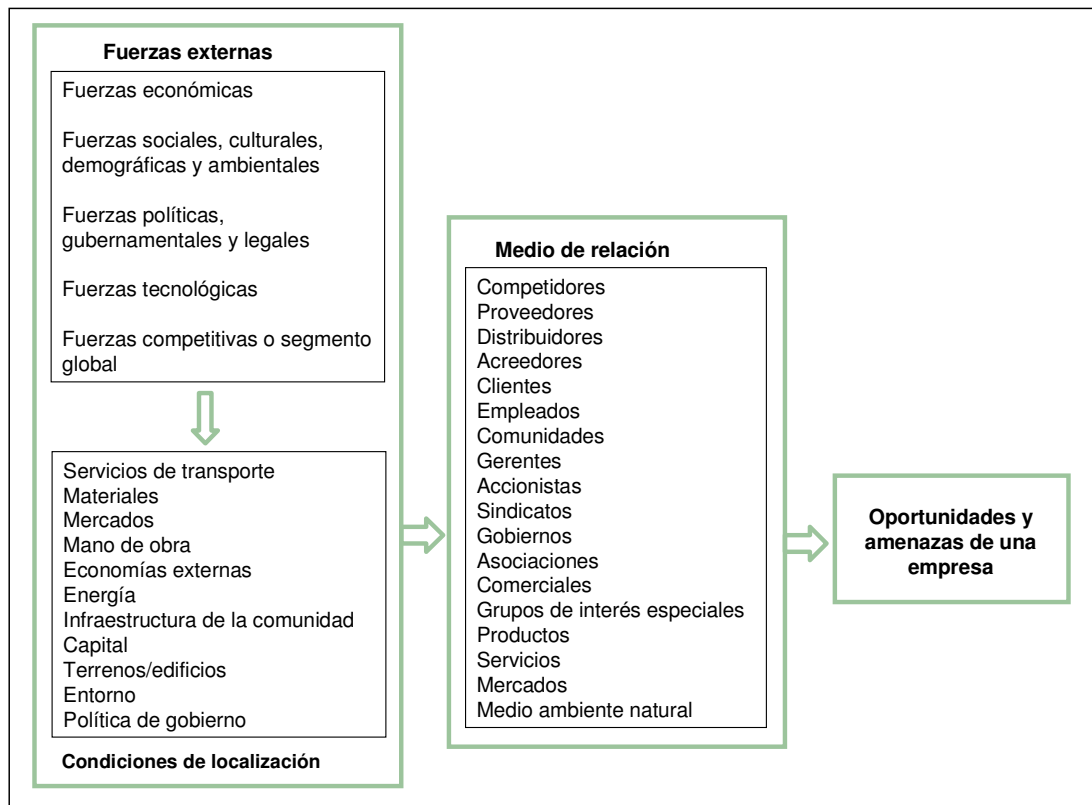 Fuerzas externas
Fuerzas económicas
Fuerzas sociales, culturales,
demográficas y ambientales
Fuerzas políticas,
gubernamentales y legales
Fuerzas tecnológicas
Fuerzas competitivas o segmento
global
Servicios de transporte
Materiales
Mercados
Mano de obra
Economías externas
Energía
Infraestructura de la comunidad
Capital
Terrenos/edificios
Entorno
Política de gobierno
Condiciones de localización
Medio de relación
Competidores
Proveedores
Distribuidores
Acreedores
Clientes
Empleados
Comunidades
Gerentes
Accionistas
Sindicatos
Gobiernos
Asociaciones
Comerciales
Grupos de interés especiales
Productos
Servicios
Mercados
Medio ambiente natural
Oportunidades y
amenazas de una
empresa